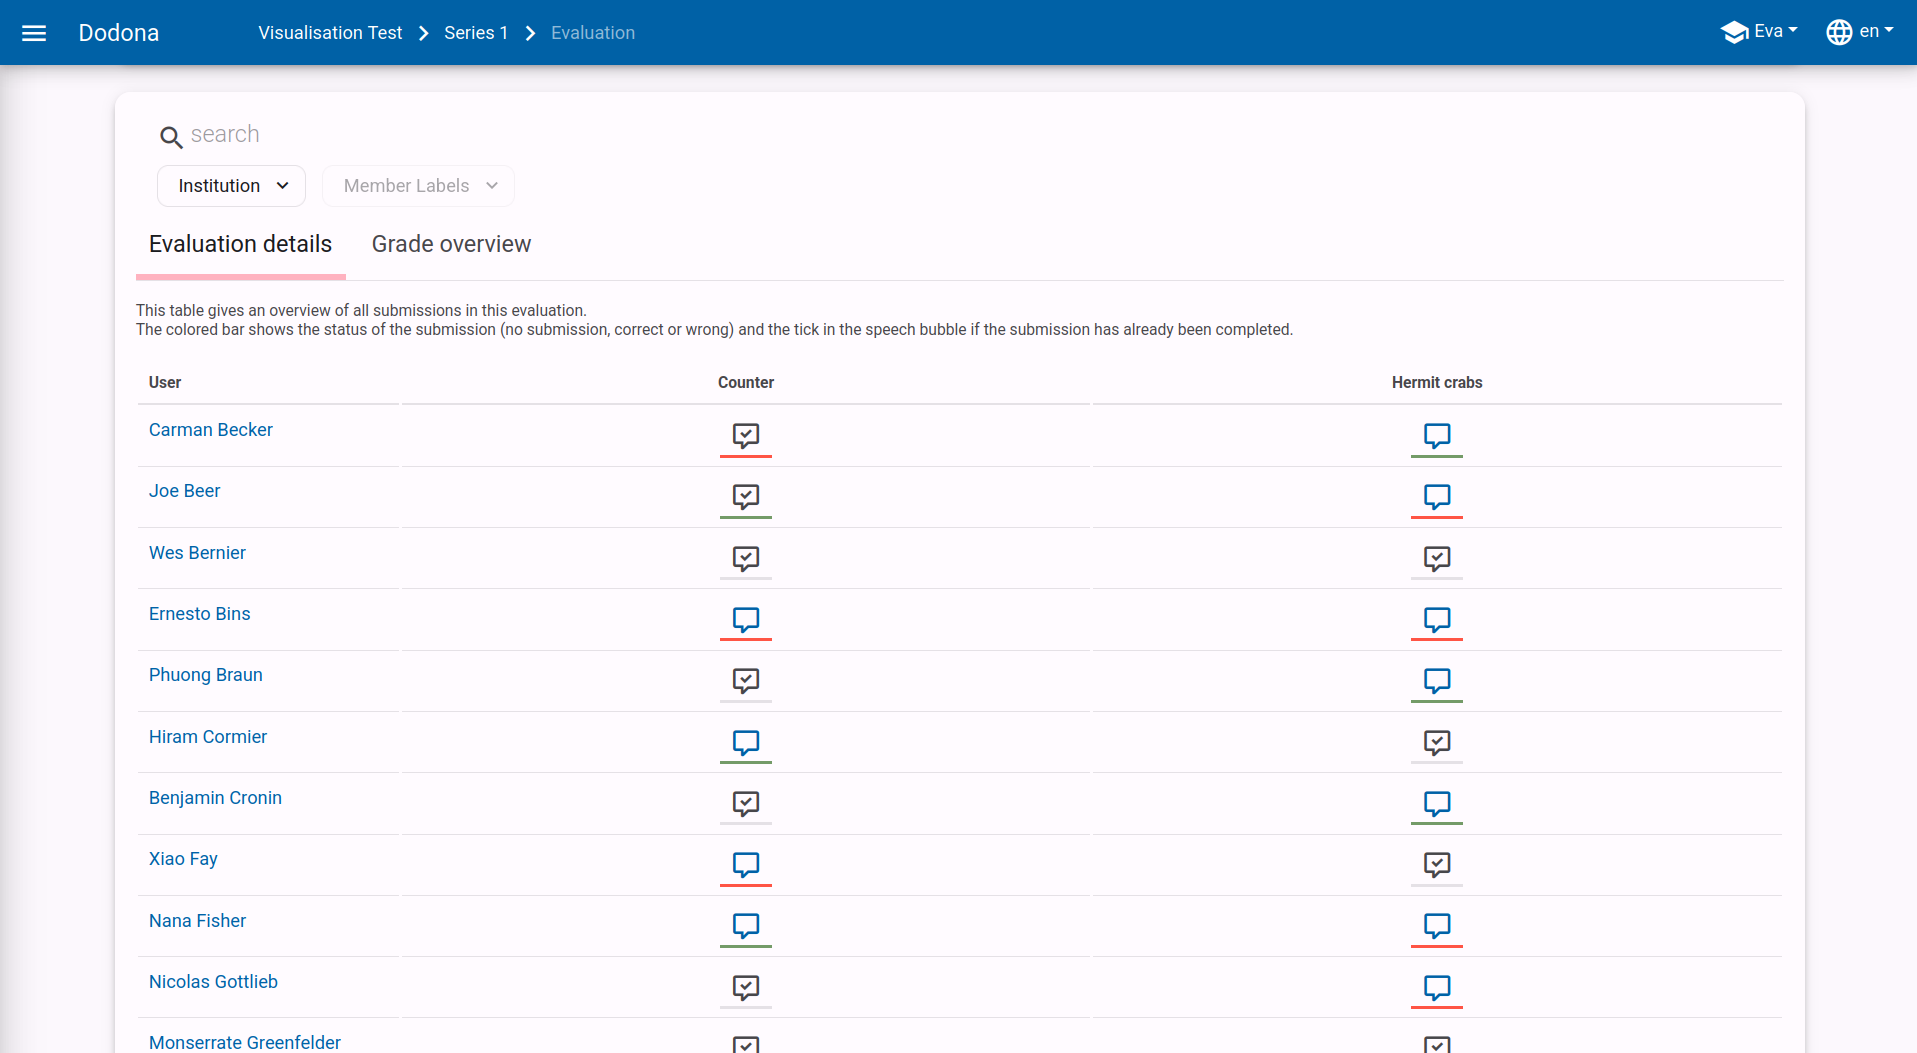 Dodona
Visualisation Test
Series 1
Evaluation
Eva
en
search
Institution
Member Labels
Evaluation details
Grade overview
This table gives an overview of all submissions in this evaluation.
The colored bar shows the status of the submission (no submission, correct or wrong) and the tick in the speech bubble if the submission has already been completed.
User
Counter
Hermit crabs
Carman Becker
Joe Beer
Wes Bernier
Ernesto Bins
Phuong Braun
Hiram Cormier
Benjamin Cronin
Xiao Fay
Nana Fisher
Nicolas Gottlieb
Monserrate Greenfelder